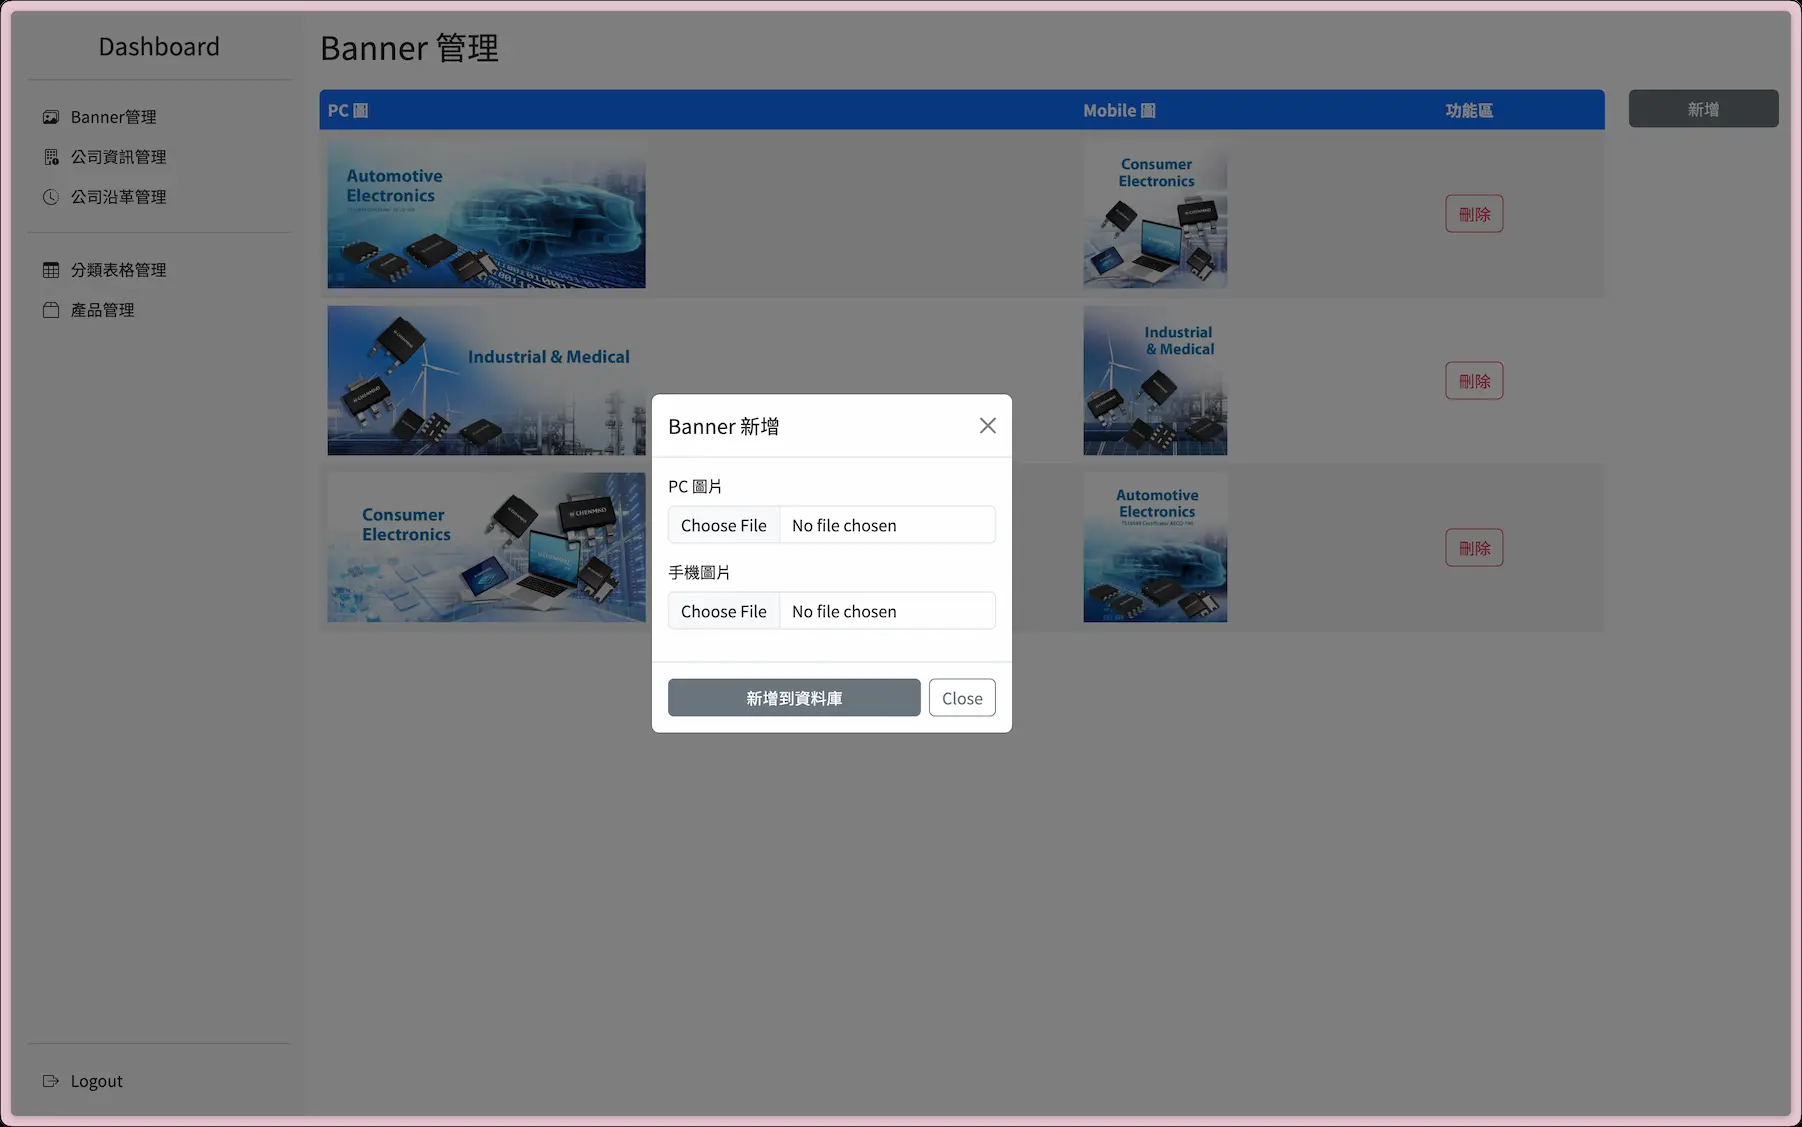 Dashboard
Banner管理
公司資訊管理
公司沿革管理
分類表格管理
產品管理
Logout
Banner 管理
PC 圖
Mobile 圖
功能區
新增
Automotive
Electronics
Consumer
Electronics
刪除
Industrial & Medical
Industrial
& Medical
刪除
Consumer
Electronics
CHENMKO
Automotive
Electronics
刪除
Banner 新增
PC 圖片
Choose File
No file chosen
手機圖片
Choose File
No file chosen
新增到資料庫
Close